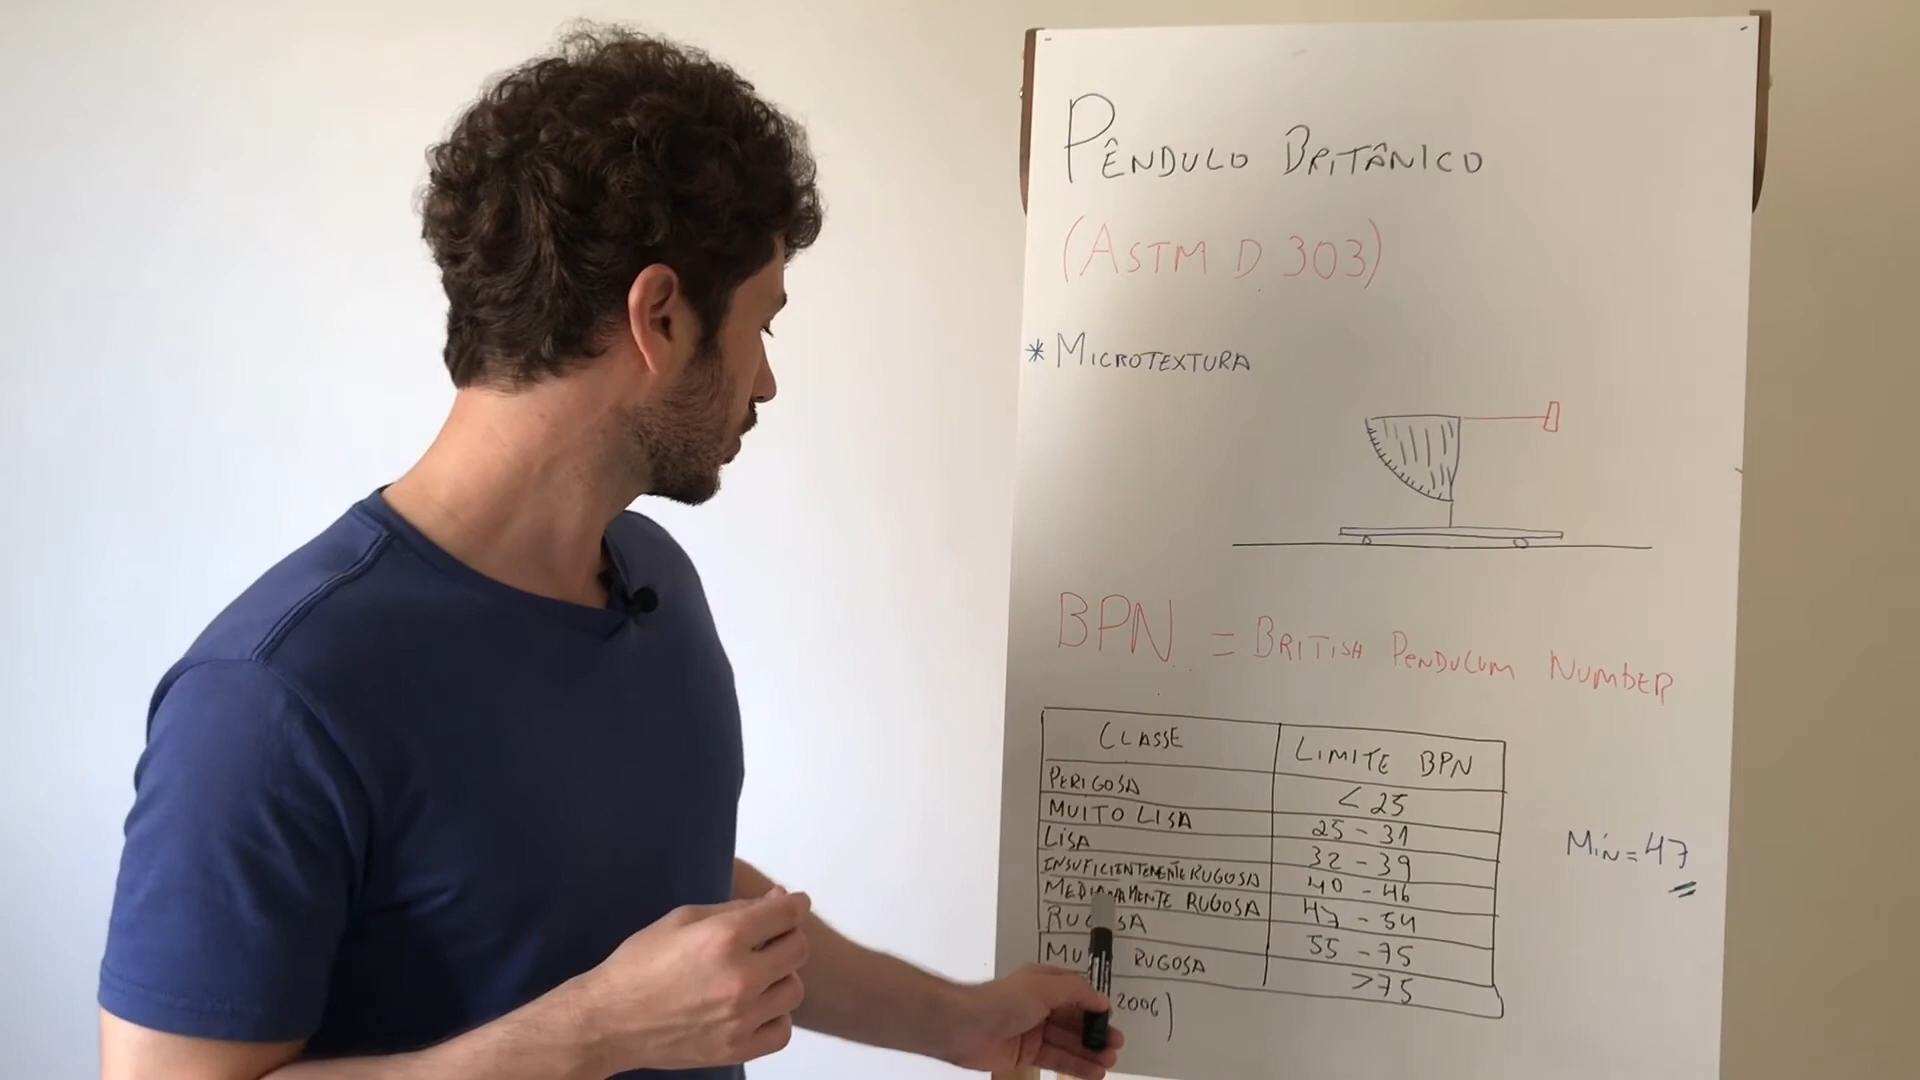 PÊNDULO BRITÂNICO
(ASTM D 303)
* MICROTEXTURA
BPN = BRITISH PENDULUM NUMBER
CLASSE LIMITE BPN
PERIGOSA < 25
MUITO LISA 25 - 31
LISA 32 - 39
INSUFICIENTEMENTE RUGOSA 40 - 46
MEDIANAMENTE RUGOSA 47 - 54
RUGOSA 55 - 75
RUGOSA >75
2006)
MÍN = 47